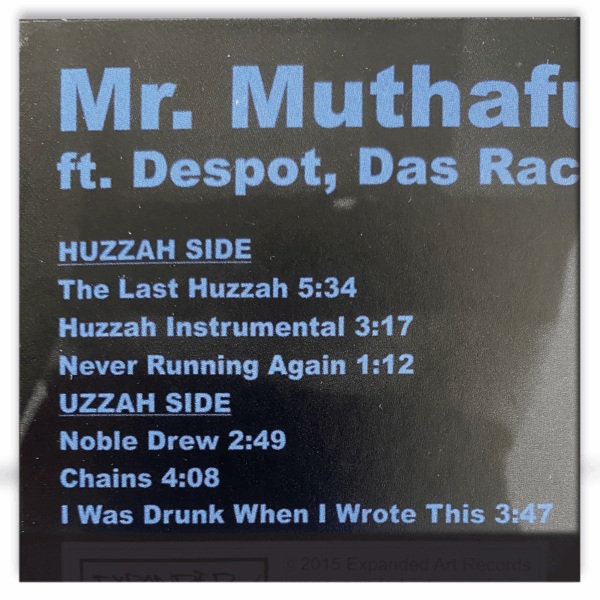 Mr. Muthafu
ft. Despot, Das Rac
HUZZAH SIDE
The Last Huzzah 5:34
Huzzah Instrumental 3:17
Never Running Again 1:12
UZZAH SIDE
Noble Drew 2:49
Chains 4:08
I Was Drunk When I Wrote This 3:47
© 2015 Expanded Art Records